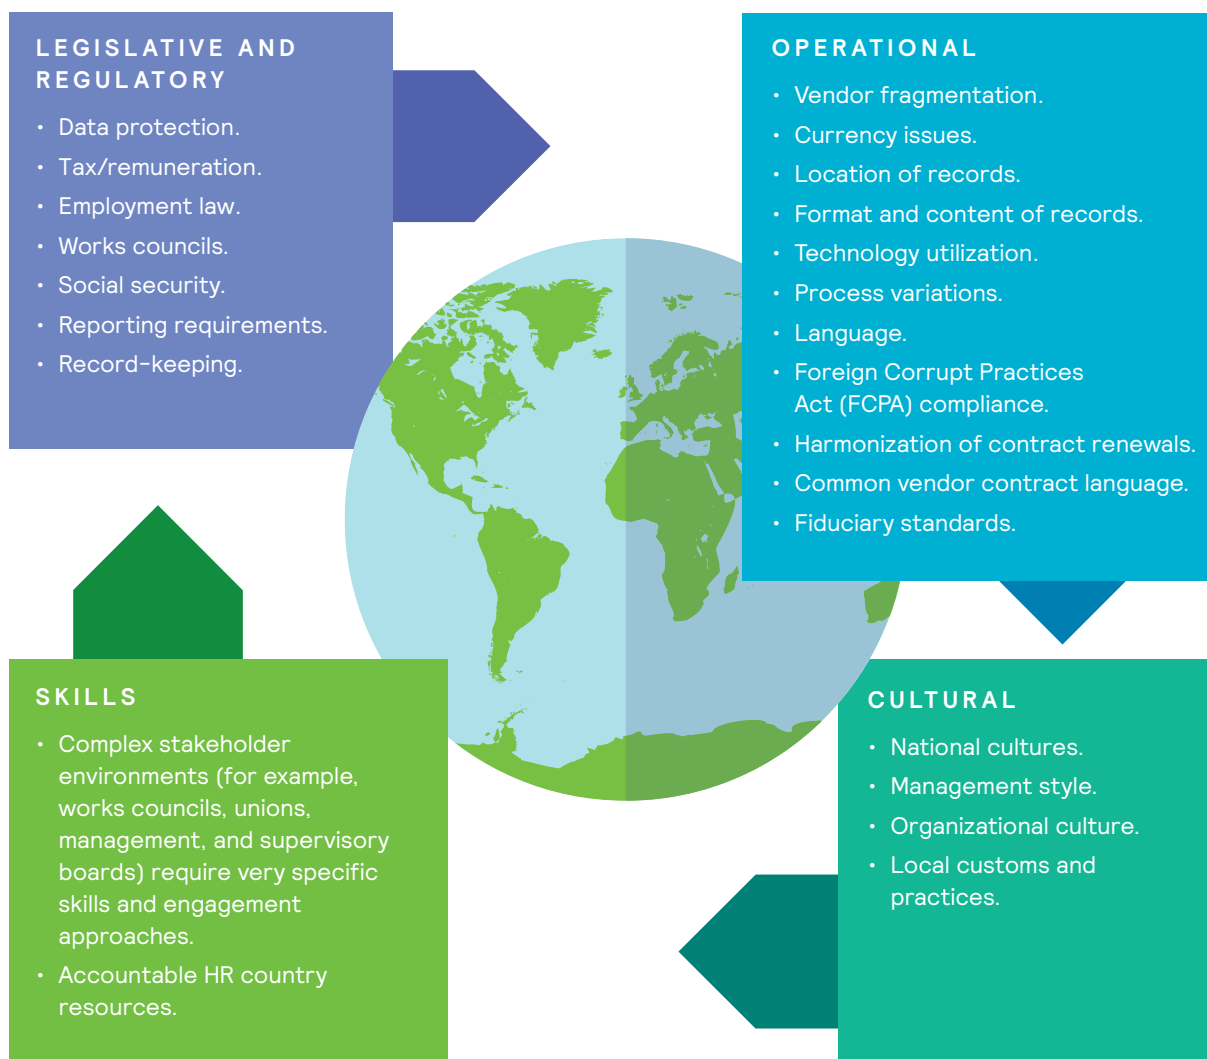 LEGISLATIVE AND
REGULATORY
• Data protection.
• Tax/remuneration.
• Employment law.
• Works councils.
• Social security.
• Reporting requirements.
• Record-keeping.
OPERATIONAL
• Vendor fragmentation.
• Currency issues.
• Location of records.
• Format and content of records.
• Technology utilization.
• Process variations.
• Language.
• Foreign Corrupt Practices
Act (FCPA) compliance.
• Harmonization of contract renewals.
• Common vendor contract language.
• Fiduciary standards.
SKILLS
• Complex stakeholder
environments (for example,
works councils, unions,
management, and supervisory
boards) require very specific
skills and engagement
approaches.
• Accountable HR country
resources.
CULTURAL
• National cultures.
• Management style.
• Organizational culture.
• Local customs and
practices.